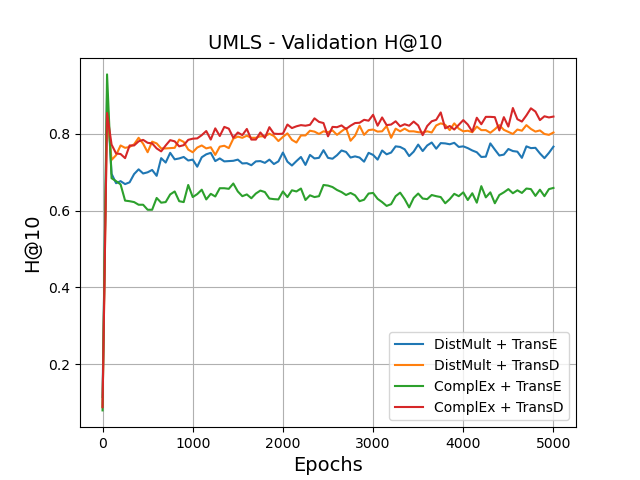 UMLS - Validation H@10
H@10
0.8
0.6
0.4
0.2
0
1000
2000
3000
4000
5000
Epochs
DistMult + TransE
DistMult + TransD
ComplEx + TransE
ComplEx + TransD